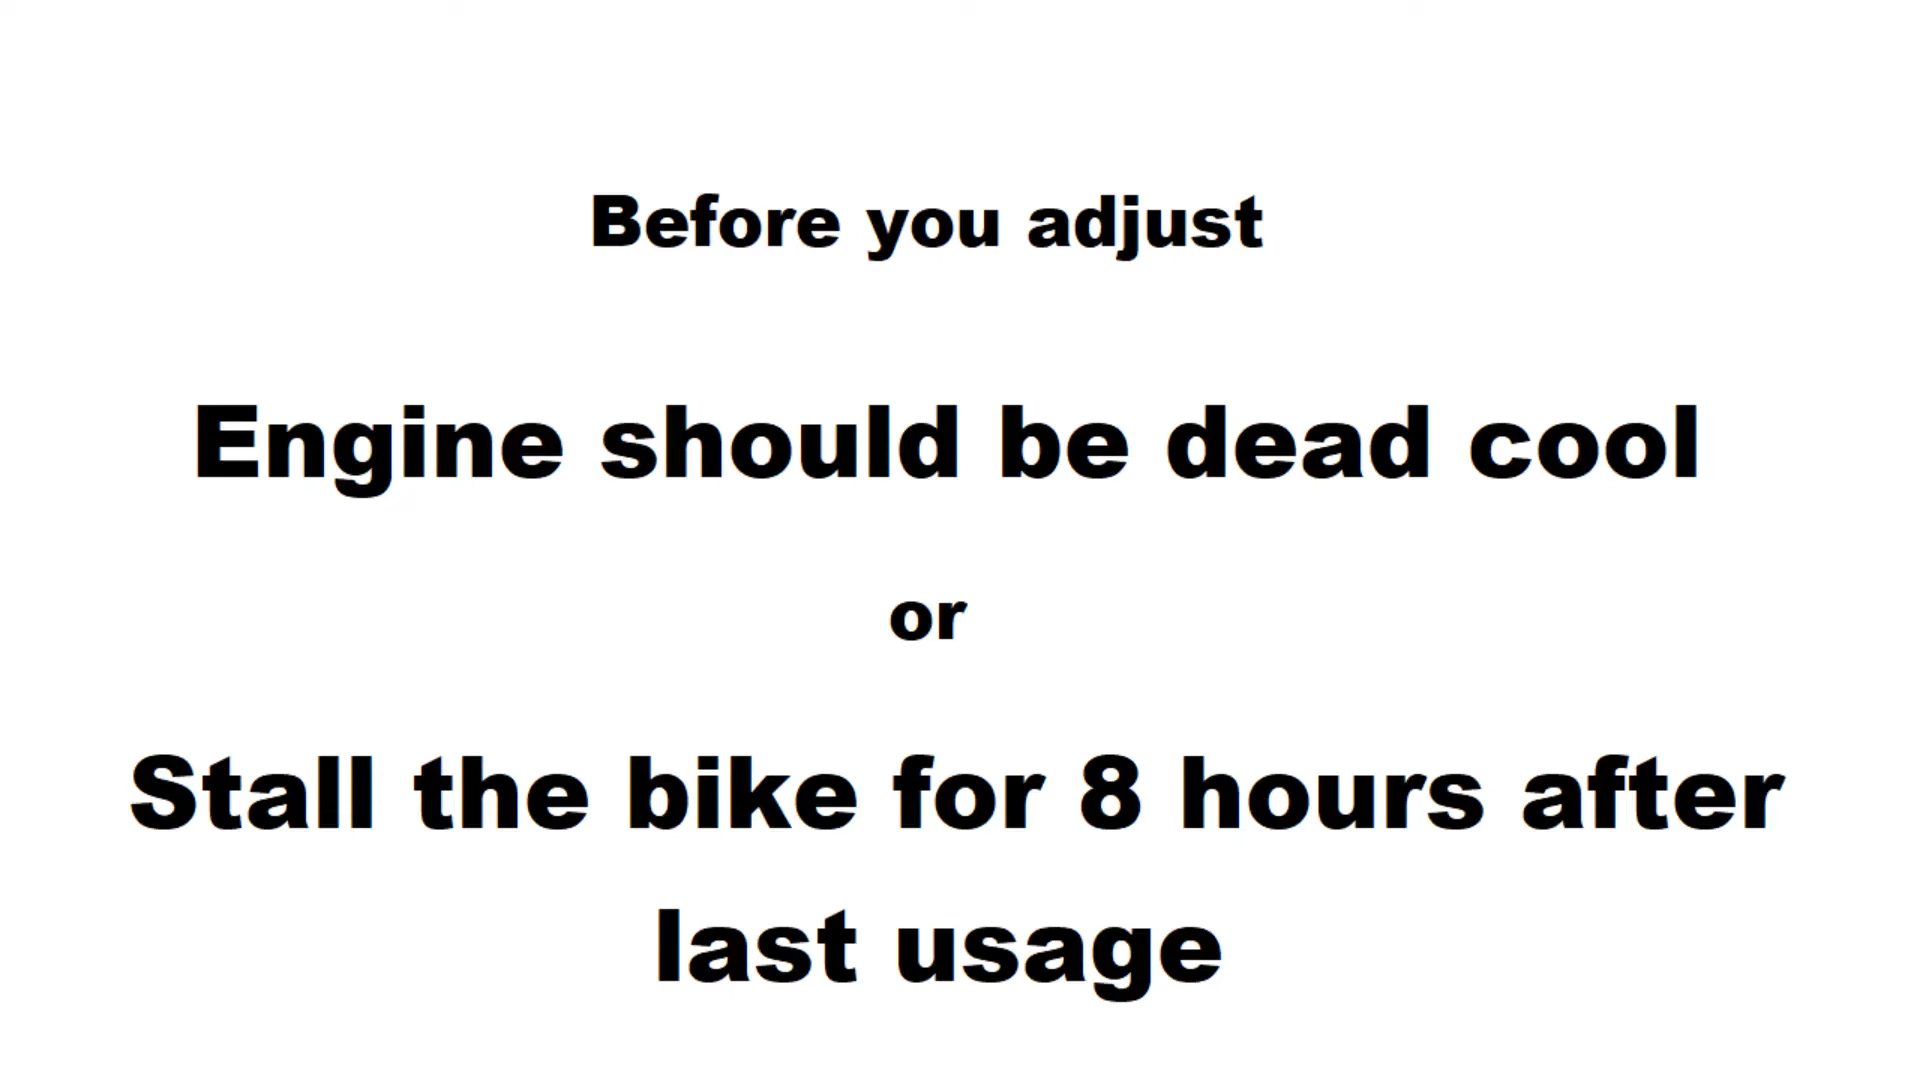 Before you adjust
Engine should be dead cool
or
Stall the bike for 8 hours after
last usage